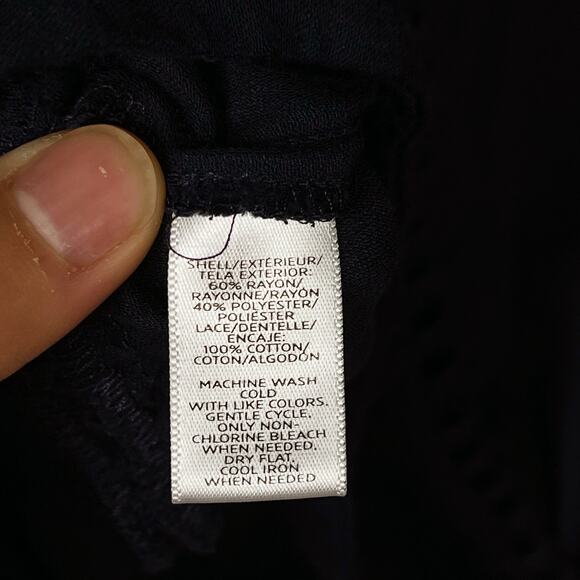 SHELL/EXTÉRIEUR/
TELA EXTERIOR:
60% RAYON/
RAYONNE/RAYÓN
40% POLYESTER/
POLIÉSTER
LACE/DENTELLE/
ENCAJE:
100% COTTON/
COTON/ALGODÓN
MACHINE WASH
COLD
WITH LIKE COLORS.
GENTLE CYCLE.
ONLY NON-
CHLORINE BLEACH
WHEN NEEDED.
DRY FLAT.
COOL IRON
WHEN NEEDED